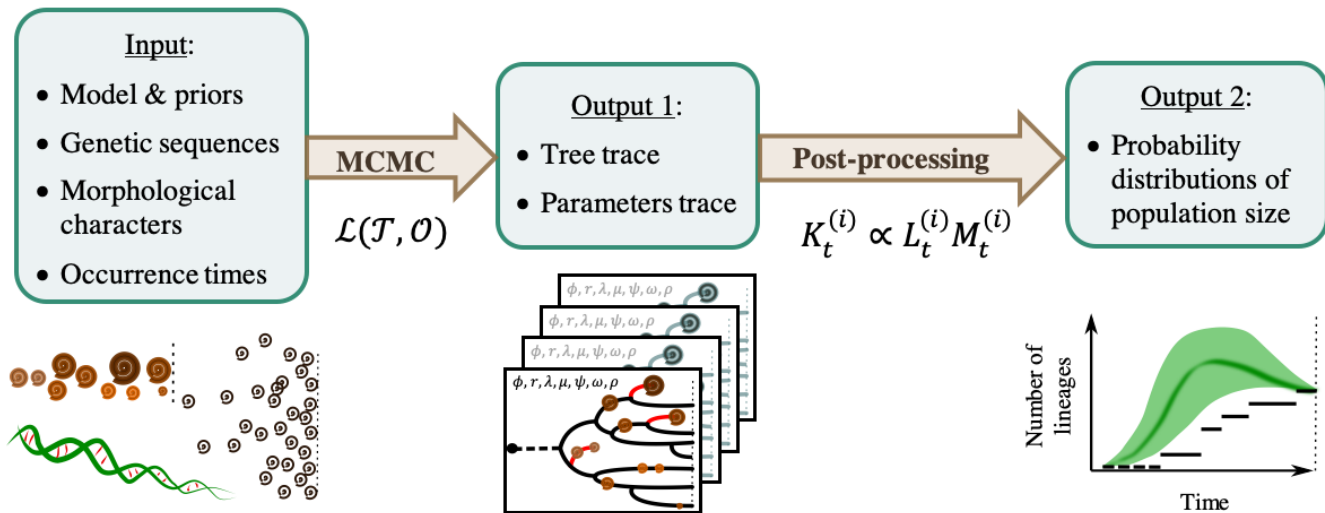 Input:
• Model & priors
• Genetic sequences
• Morphological
characters
• Occurrence times
MCMC
ℒ(𝒯, 𝒪)
Output 1:
• Tree trace
• Parameters trace
Post-processing
K_t^{(i)} ∝ L_t^{(i)} M_t^{(i)}
Output 2:
• Probability
distributions of
population size
ϕ, r, λ, μ, ψ, ω, ρ
ϕ, r, λ, μ, ψ, ω, ρ
ϕ, r, λ, μ, ψ, ω, ρ
ϕ, r, λ, μ, ψ, ω, ρ
Number of
lineages
Time